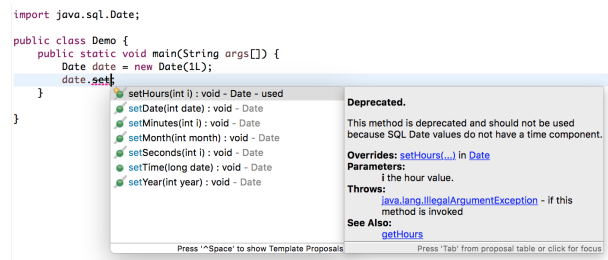 import java.sql.Date;
public class Demo {
public static void main(String args[]) {
Date date = new Date(1L);
date.set;
}
}
setHours(int i) : void - Date - used
setDate(int date) : void - Date
setMinutes(int i) : void - Date
setMonth(int month) : void - Date
setSeconds(int i) : void - Date
setTime(long date) : void - Date
setYear(int year) : void - Date
Press '^Space' to show Template Proposals
Deprecated.
This method is deprecated and should not be used
because SQL Date values do not have a time component.
Overrides: setHours(...) in Date
Parameters:
i the hour value.
Throws:
java.lang.IllegalArgumentException - if this
method is invoked
See Also:
getHours
Press 'Tab' from proposal table or click for focus